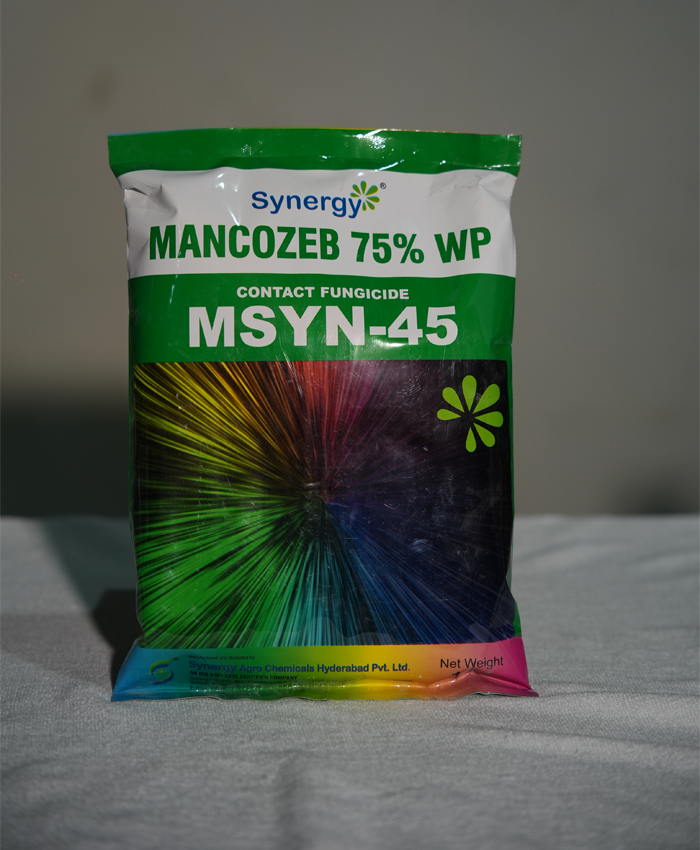 Synergy®
MANCOZEB 75% WP
CONTACT FUNGICIDE
MSYN-45
Synergy Agro Chemicals Hyderabad Pvt. Ltd.
Net Weight